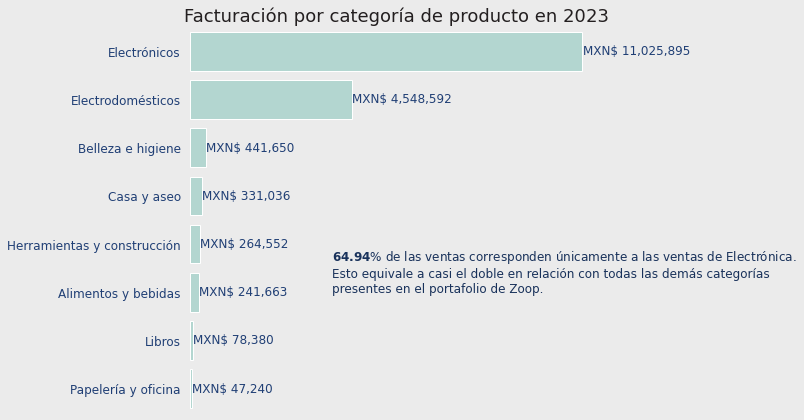 Facturación por categoría de producto en 2023
Electrónicos MXN$ 11,025,895
Electrodomésticos MXN$ 4,548,592
Belleza e higiene MXN$ 441,650
Casa y aseo MXN$ 331,036
Herramientas y construcción MXN$ 264,552
64.94% de las ventas corresponden únicamente a las ventas de Electrónica.
Esto equivale a casi el doble en relación con todas las demás categorías
presentes en el portafolio de Zoop.
Alimentos y bebidas MXN$ 241,663
Libros MXN$ 78,380
Papelería y oficina MXN$ 47,240